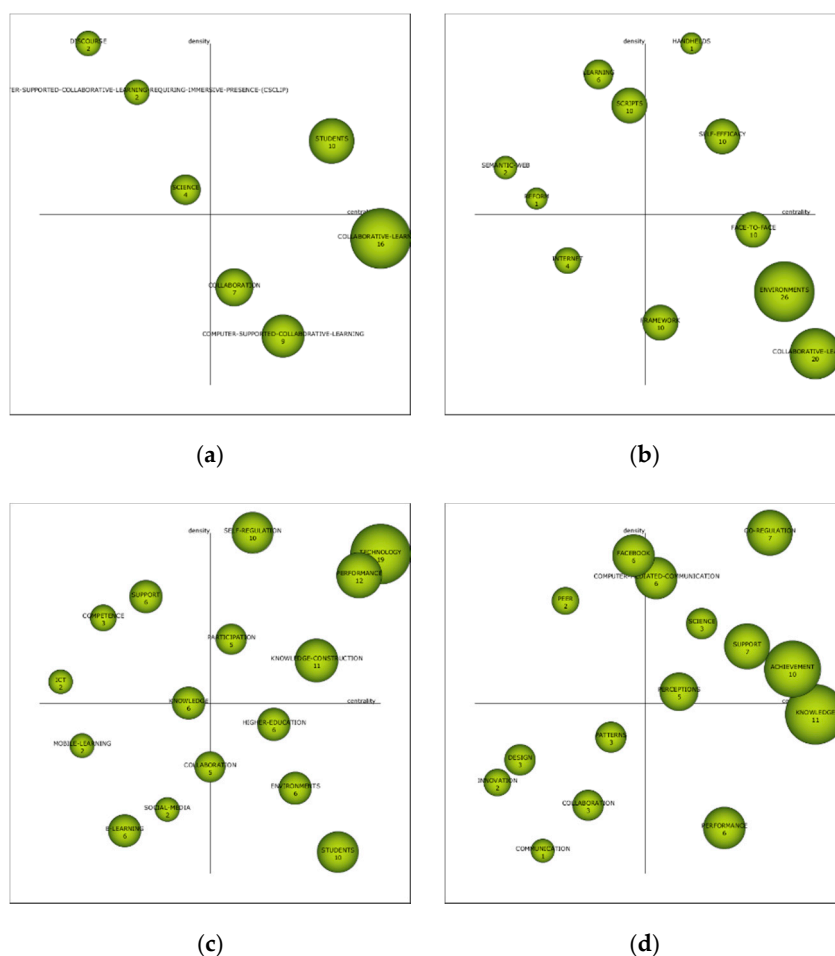 density
DISCOURSE
2
TER-SUPPORTED-COLLABORATIVE-LEARNING-REQUIRING-IMMERSIVE-PRESENCE-(CSCLIP)
2
STUDENTS
10
SCIENCE
4
centrality
COLLABORATIVE-LEARN
16
COLLABORATION
7
COMPUTER-SUPPORTED-COLLABORATIVE-LEARNING
9
(a)
density
HANDHELDS
1
LEARNING
6
SCRIPTS
10
SELF-EFFICACY
10
SEMANTIC-WEB
2
REFORM
1
centrality
FACE-TO-FACE
10
INTERNET
4
ENVIRONMENTS
26
FRAMEWORK
10
COLLABORATIVE-LEA
20
(b)
density
SELF-REGULATION
10
TECHNOLOGY
19
PERFORMANCE
12
SUPPORT
6
COMPETENCE
3
PARTICIPATION
5
KNOWLEDGE-CONSTRUCTION
11
ICT
2
KNOWLEDGE
6
centrality
HIGHER-EDUCATION
6
MOBILE-LEARNING
2
COLLABORATION
5
ENVIRONMENTS
6
SOCIAL-MEDIA
2
E-LEARNING
6
STUDENTS
10
(c)
density
CO-REGULATION
7
FACEBOOK
COMPUTER-MEDIATED-COMMUNICATION
6
PEER
2
SCIENCE
3
SUPPORT
7
ACHIEVEMENT
10
PERCEPTIONS
5
KNOWLEDGE
11
PATTERNS
3
DESIGN
3
INNOVATION
2
COLLABORATION
3
PERFORMANCE
6
COMMUNICATION
1
(d)